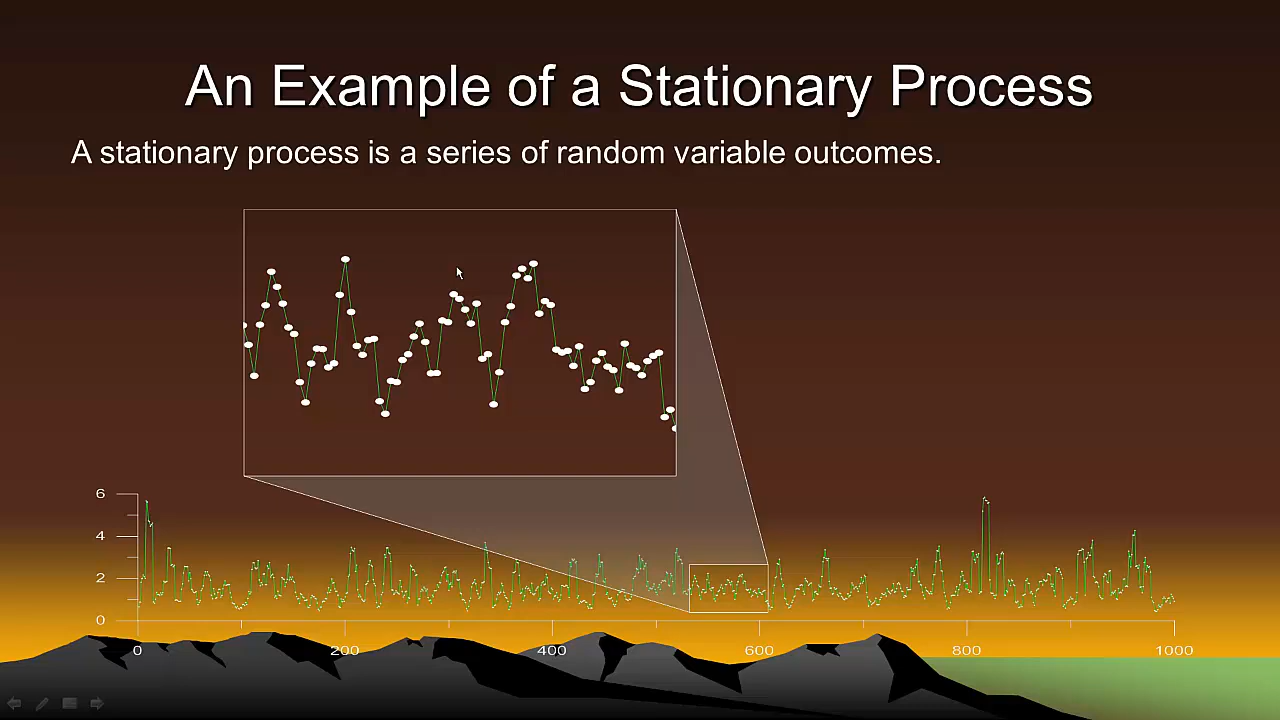 An Example of a Stationary Process
A stationary process is a series of random variable outcomes.
6
4
2
0
0 200 400 600 800 1000